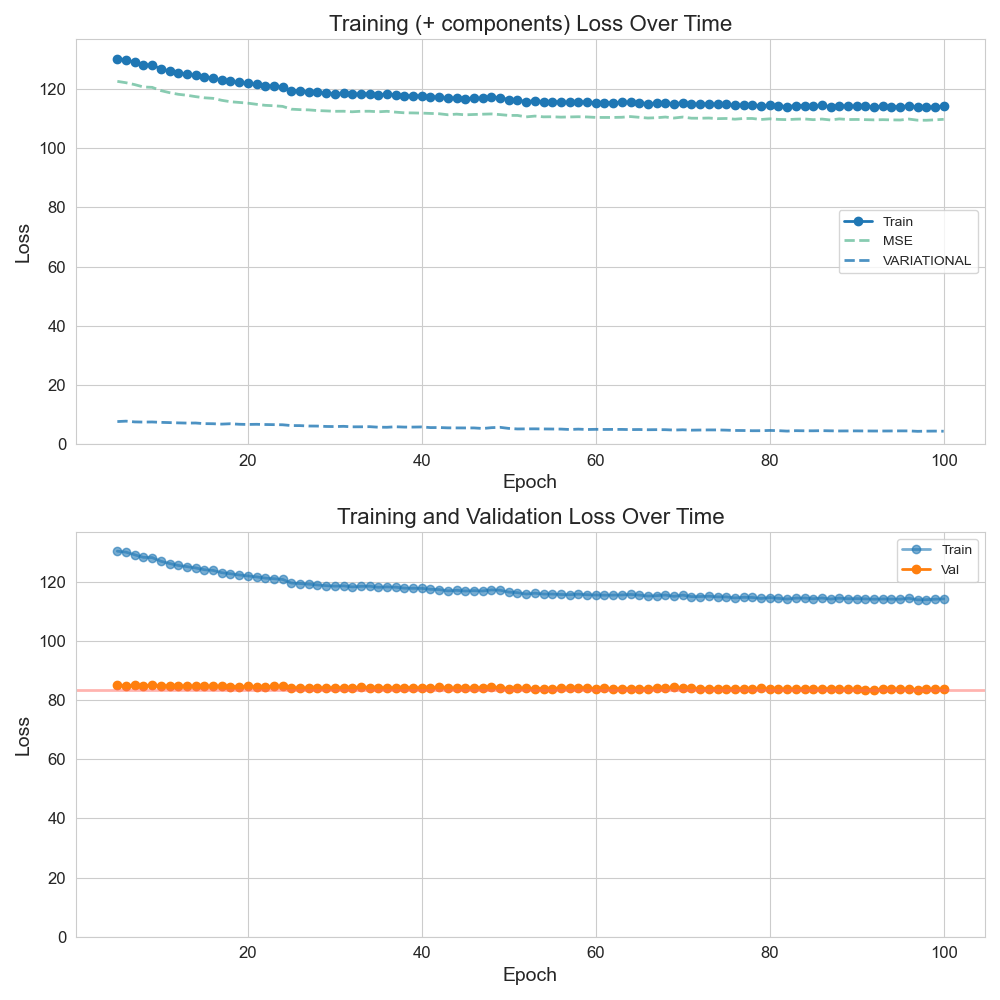 Training (+ components) Loss Over Time
120
100
80
60
40
20
0
Loss
Train
MSE
VARIATIONAL
20 40 60 80 100
Epoch
Training and Validation Loss Over Time
120
100
80
60
40
20
0
Loss
Train
Val
20 40 60 80 100
Epoch